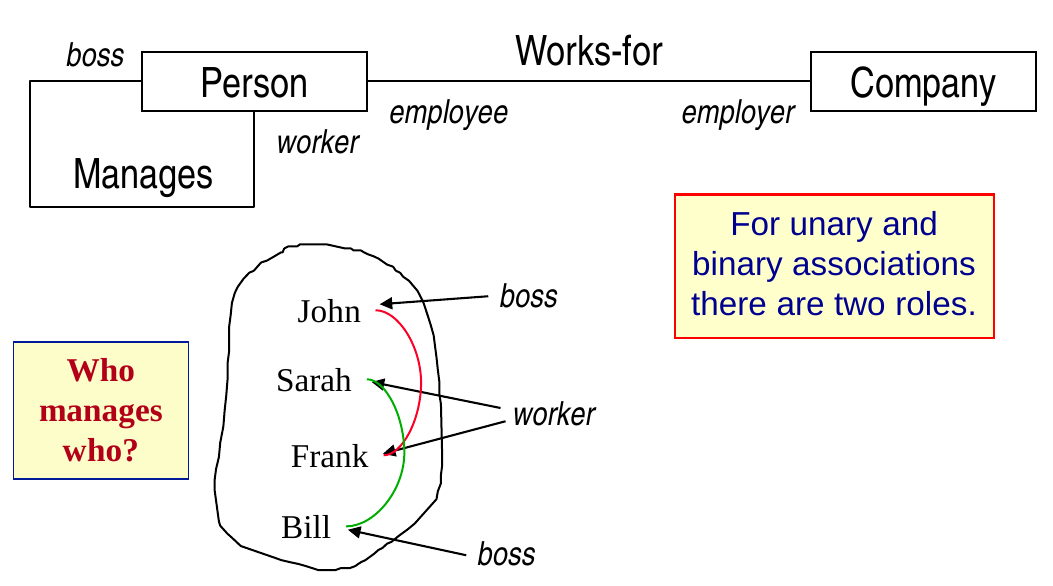 boss
Person
Works-for
Company
employee
employer
worker
Manages
For unary and
binary associations
there are two roles.
John
boss
Who
manages
who?
Sarah
worker
Frank
Bill
boss